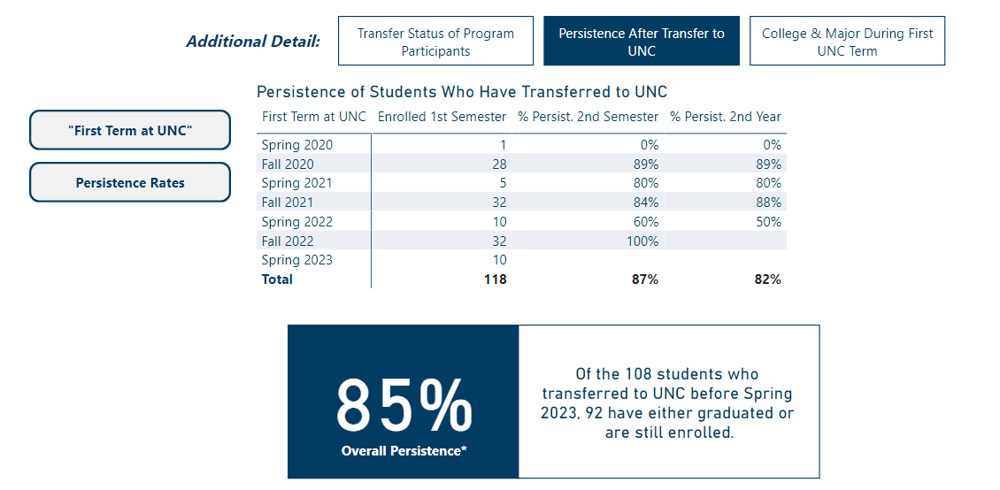 Additional Detail:
Transfer Status of Program
Participants
Persistence After Transfer to
UNC
College & Major During First
UNC Term
"First Term at UNC"
Persistence Rates
Persistence of Students Who Have Transferred to UNC
First Term at UNC Enrolled 1st Semester % Persist. 2nd Semester % Persist. 2nd Year
Spring 2020 1 0% 0%
Fall 2020 28 89% 89%
Spring 2021 5 80% 80%
Fall 2021 32 84% 88%
Spring 2022 10 60% 50%
Fall 2022 32 100%
Spring 2023 10
Total 118 87% 82%
85%
Overall Persistence*
Of the 108 students who
transferred to UNC before Spring
2023, 92 have either graduated or
are still enrolled.